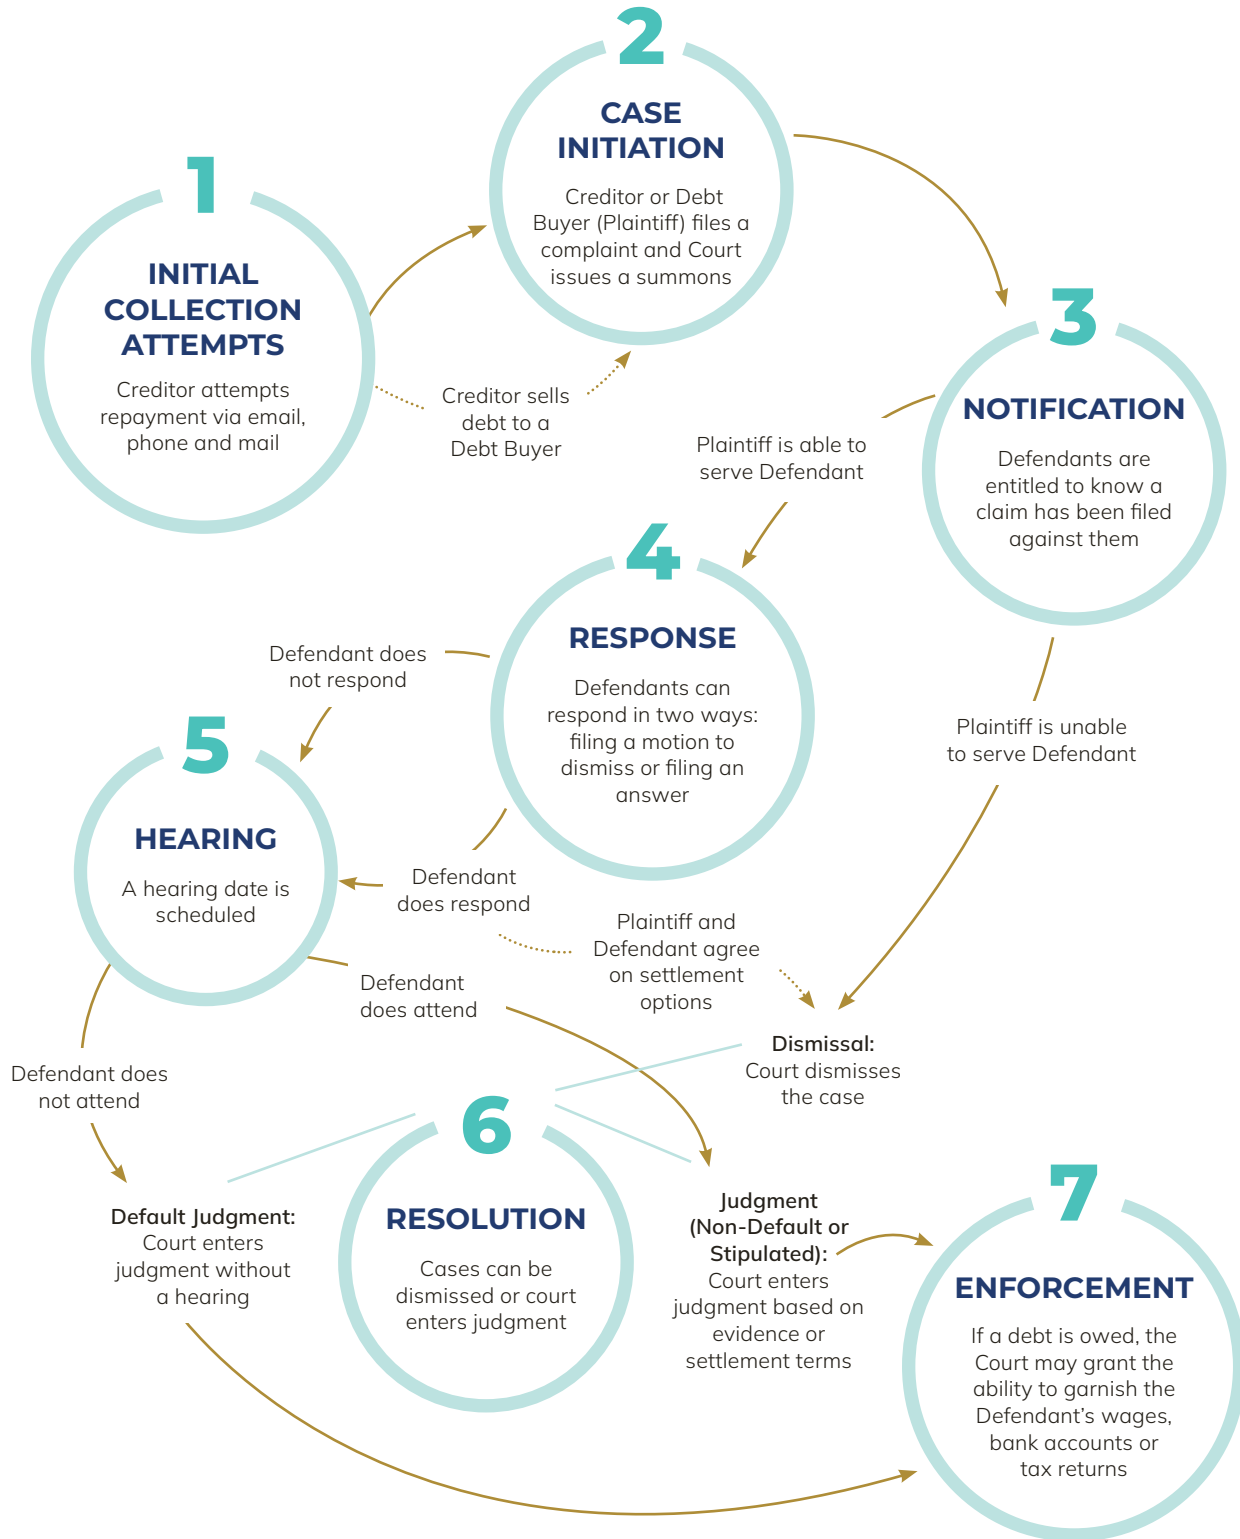 1
INITIAL
COLLECTION
ATTEMPTS
Creditor attempts
repayment via email,
phone and mail
Creditor sells
debt to a
Debt Buyer
2
CASE
INITIATION
Creditor or Debt
Buyer (Plaintiff) files a
complaint and Court
issues a summons
3
NOTIFICATION
Defendants are
entitled to know a
claim has been filed
against them
Plaintiff is able to
serve Defendant
Plaintiff is unable
to serve Defendant
4
RESPONSE
Defendants can
respond in two ways:
filing a motion to
dismiss or filing an
answer
Defendant does
not respond
Defendant
does respond
Plaintiff and
Defendant agree
on settlement
options
5
HEARING
A hearing date is
scheduled
Defendant
does attend
Defendant does
not attend
6
RESOLUTION
Cases can be
dismissed or court
enters judgment
Dismissal:
Court dismisses
the case
Default Judgment:
Court enters
judgment without
a hearing
Judgment
(Non-Default or
Stipulated):
Court enters
judgment based on
evidence or
settlement terms
7
ENFORCEMENT
If a debt is owed, the
Court may grant the
ability to garnish the
Defendant’s wages,
bank accounts or
tax returns